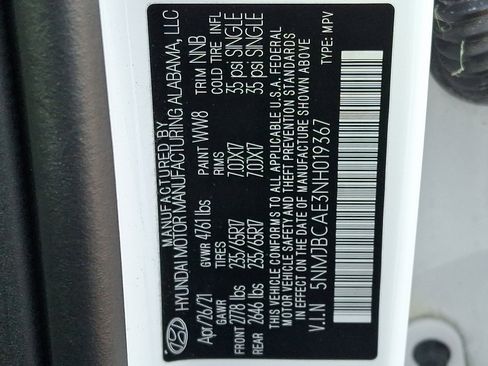 MANUFACTURED BY
HYUNDAI MOTOR MANUFACTURING ALABAMA, LLC
Apr/26/21 GVWR 4761 lbs PAINT WW8 TRIM NNB
GAWR RIMS COLD TIRE INFL
FRONT 2778 lbs 235/65R17 7.0JX17 35 psi SINGLE
REAR 2646 lbs 235/65R17 7.0JX17 35 psi SINGLE
THIS VEHICLE CONFORMS TO ALL APPLICABLE U.S.A. FEDERAL
MOTOR VEHICLE SAFETY AND THEFT PREVENTION STANDARDS
IN EFFECT ON THE DATE OF MANUFACTURE SHOWN ABOVE
V.I.N 5NMJBCAE3NH019367 TYPE: MPV